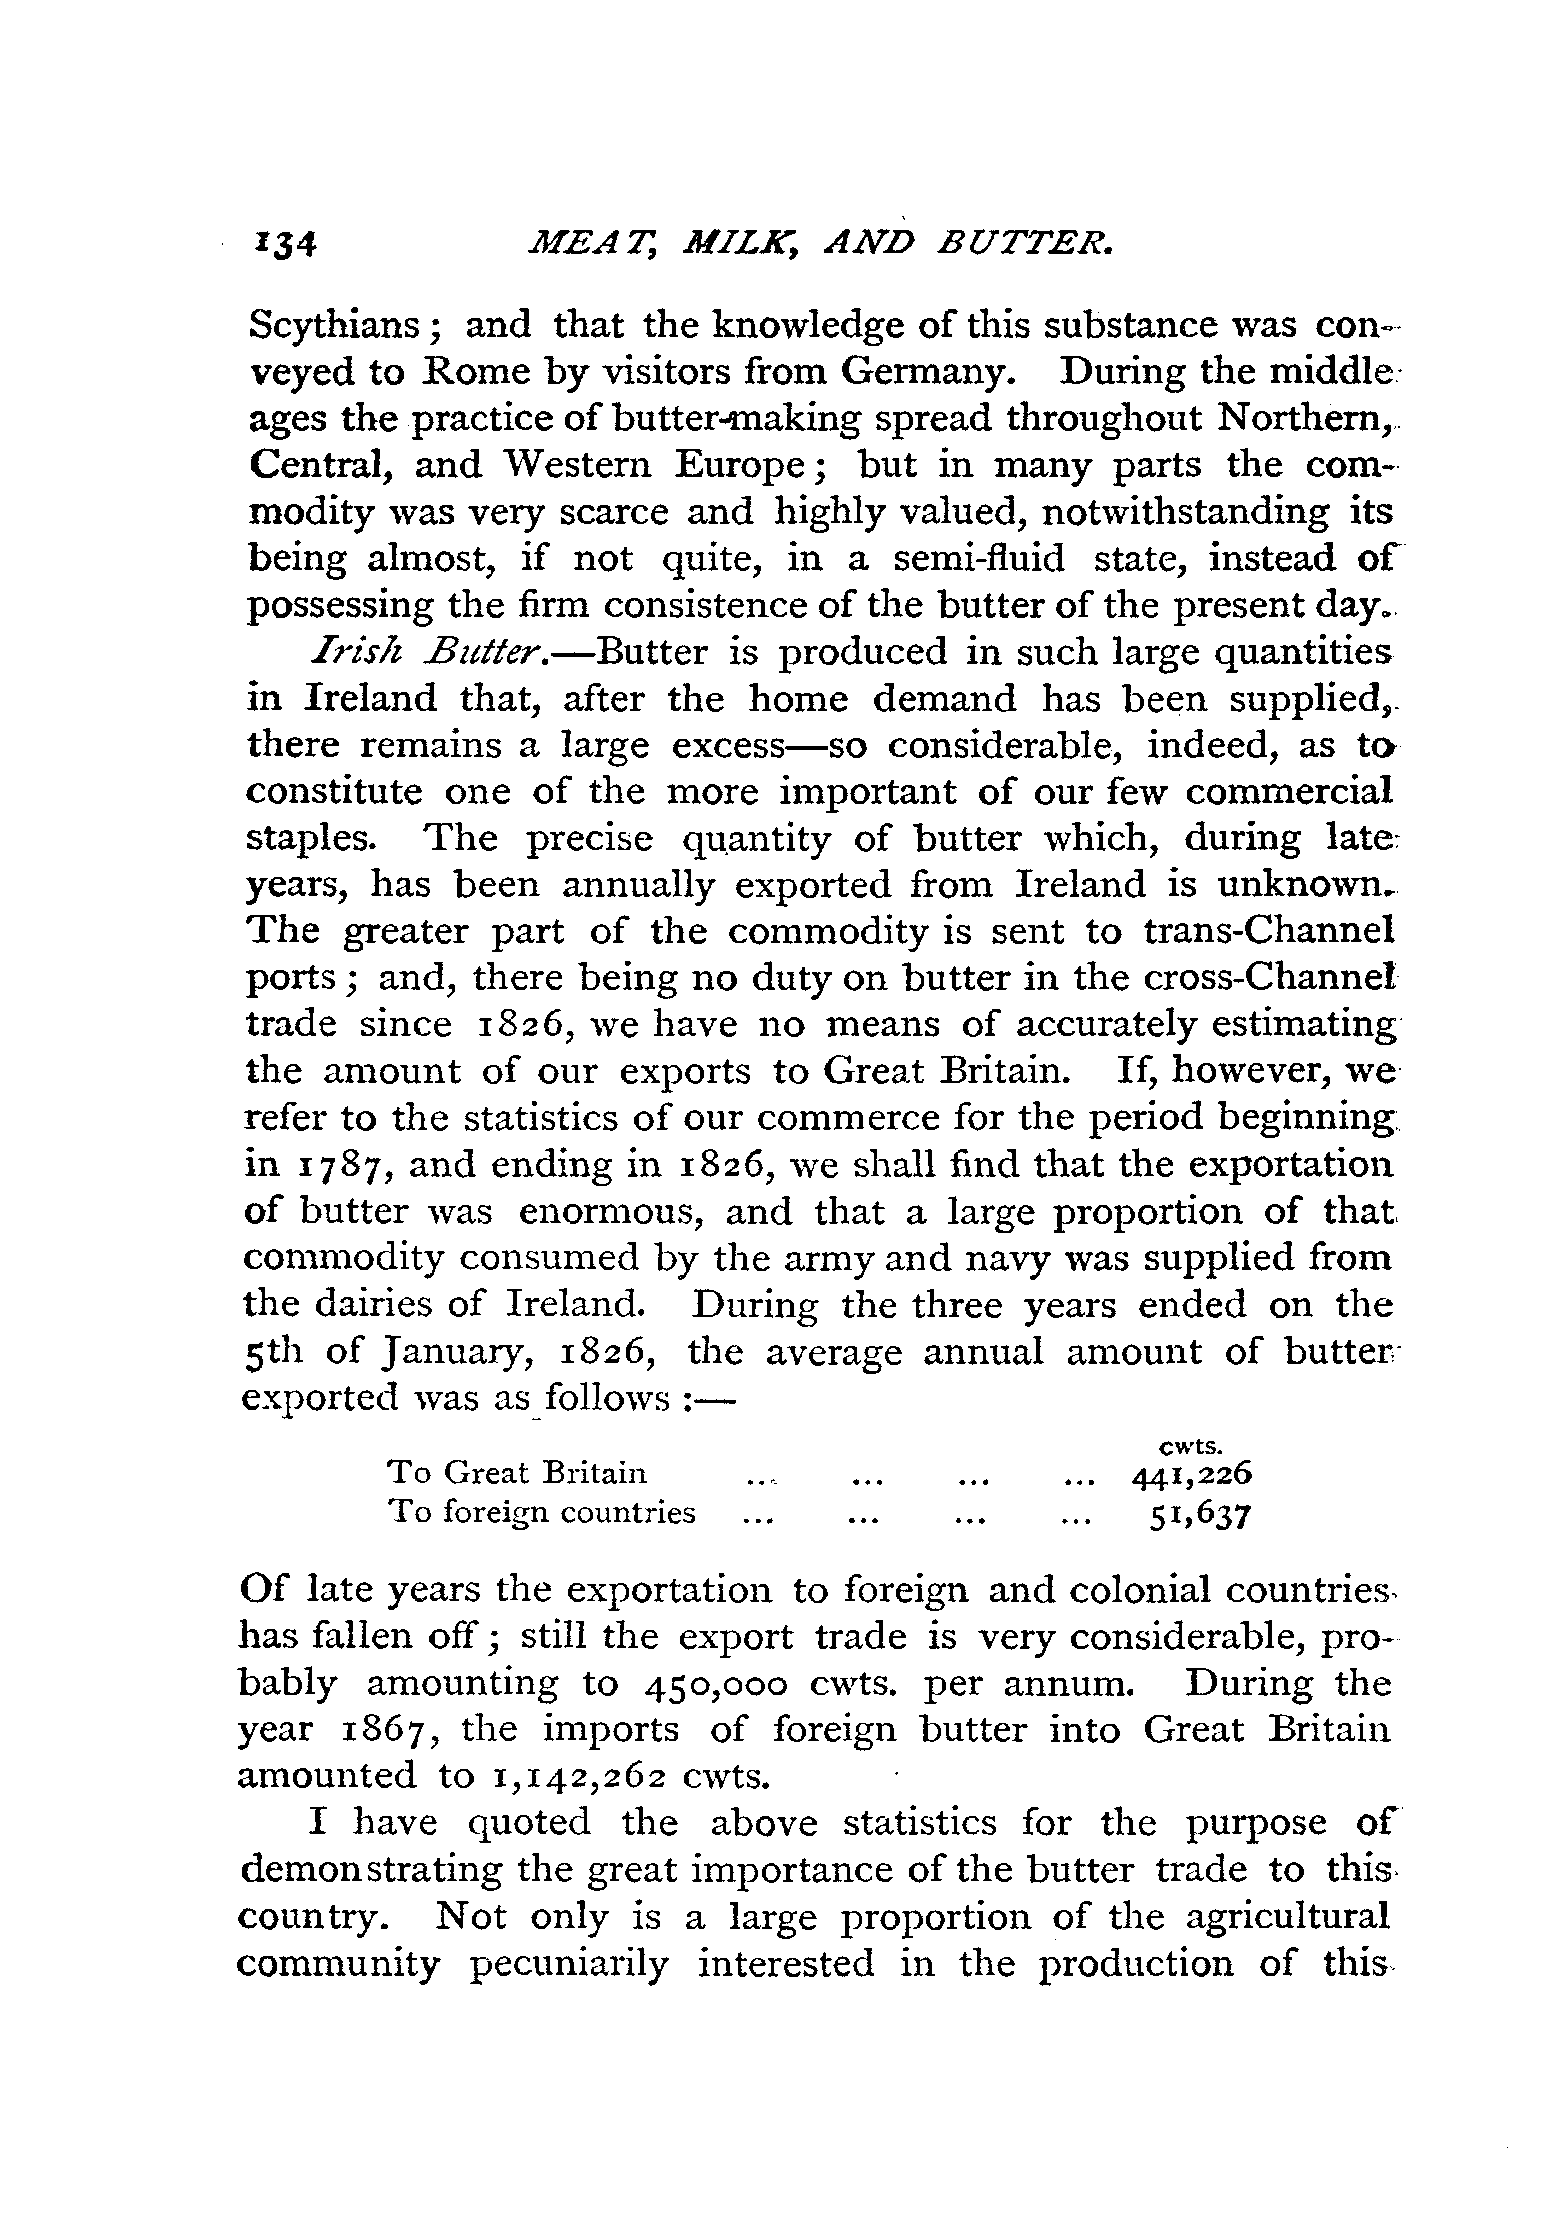 134 MEAT, MILK, AND BUTTER.
Scythians ; and that the knowledge of this substance was con-
veyed to Rome by visitors from Germany. During the middle
ages the practice of butter-making spread throughout Northern,
Central, and Western Europe ; but in many parts the com-
modity was very scarce and highly valued, notwithstanding its
being almost, if not quite, in a semi-fluid state, instead of
possessing the firm consistence of the butter of the present day.
Irish Butter.—Butter is produced in such large quantities
in Ireland that, after the home demand has been supplied,
there remains a large excess—so considerable, indeed, as to
constitute one of the more important of our few commercial
staples. The precise quantity of butter which, during late
years, has been annually exported from Ireland is unknown.
The greater part of the commodity is sent to trans-Channel
ports ; and, there being no duty on butter in the cross-Channel
trade since 1826, we have no means of accurately estimating
the amount of our exports to Great Britain. If, however, we
refer to the statistics of our commerce for the period beginning
in 1787, and ending in 1826, we shall find that the exportation
of butter was enormous, and that a large proportion of that
commodity consumed by the army and navy was supplied from
the dairies of Ireland. During the three years ended on the
5th of January, 1826, the average annual amount of butter
exported was as follows :—
cwts.
To Great Britain ... ... ... ... 441,226
To foreign countries ... ... ... ... 51,637
Of late years the exportation to foreign and colonial countries
has fallen off ; still the export trade is very considerable, pro-
bably amounting to 450,000 cwts. per annum. During the
year 1867, the imports of foreign butter into Great Britain
amounted to 1,142,262 cwts.
I have quoted the above statistics for the purpose of
demonstrating the great importance of the butter trade to this
country. Not only is a large proportion of the agricultural
community pecuniarily interested in the production of this